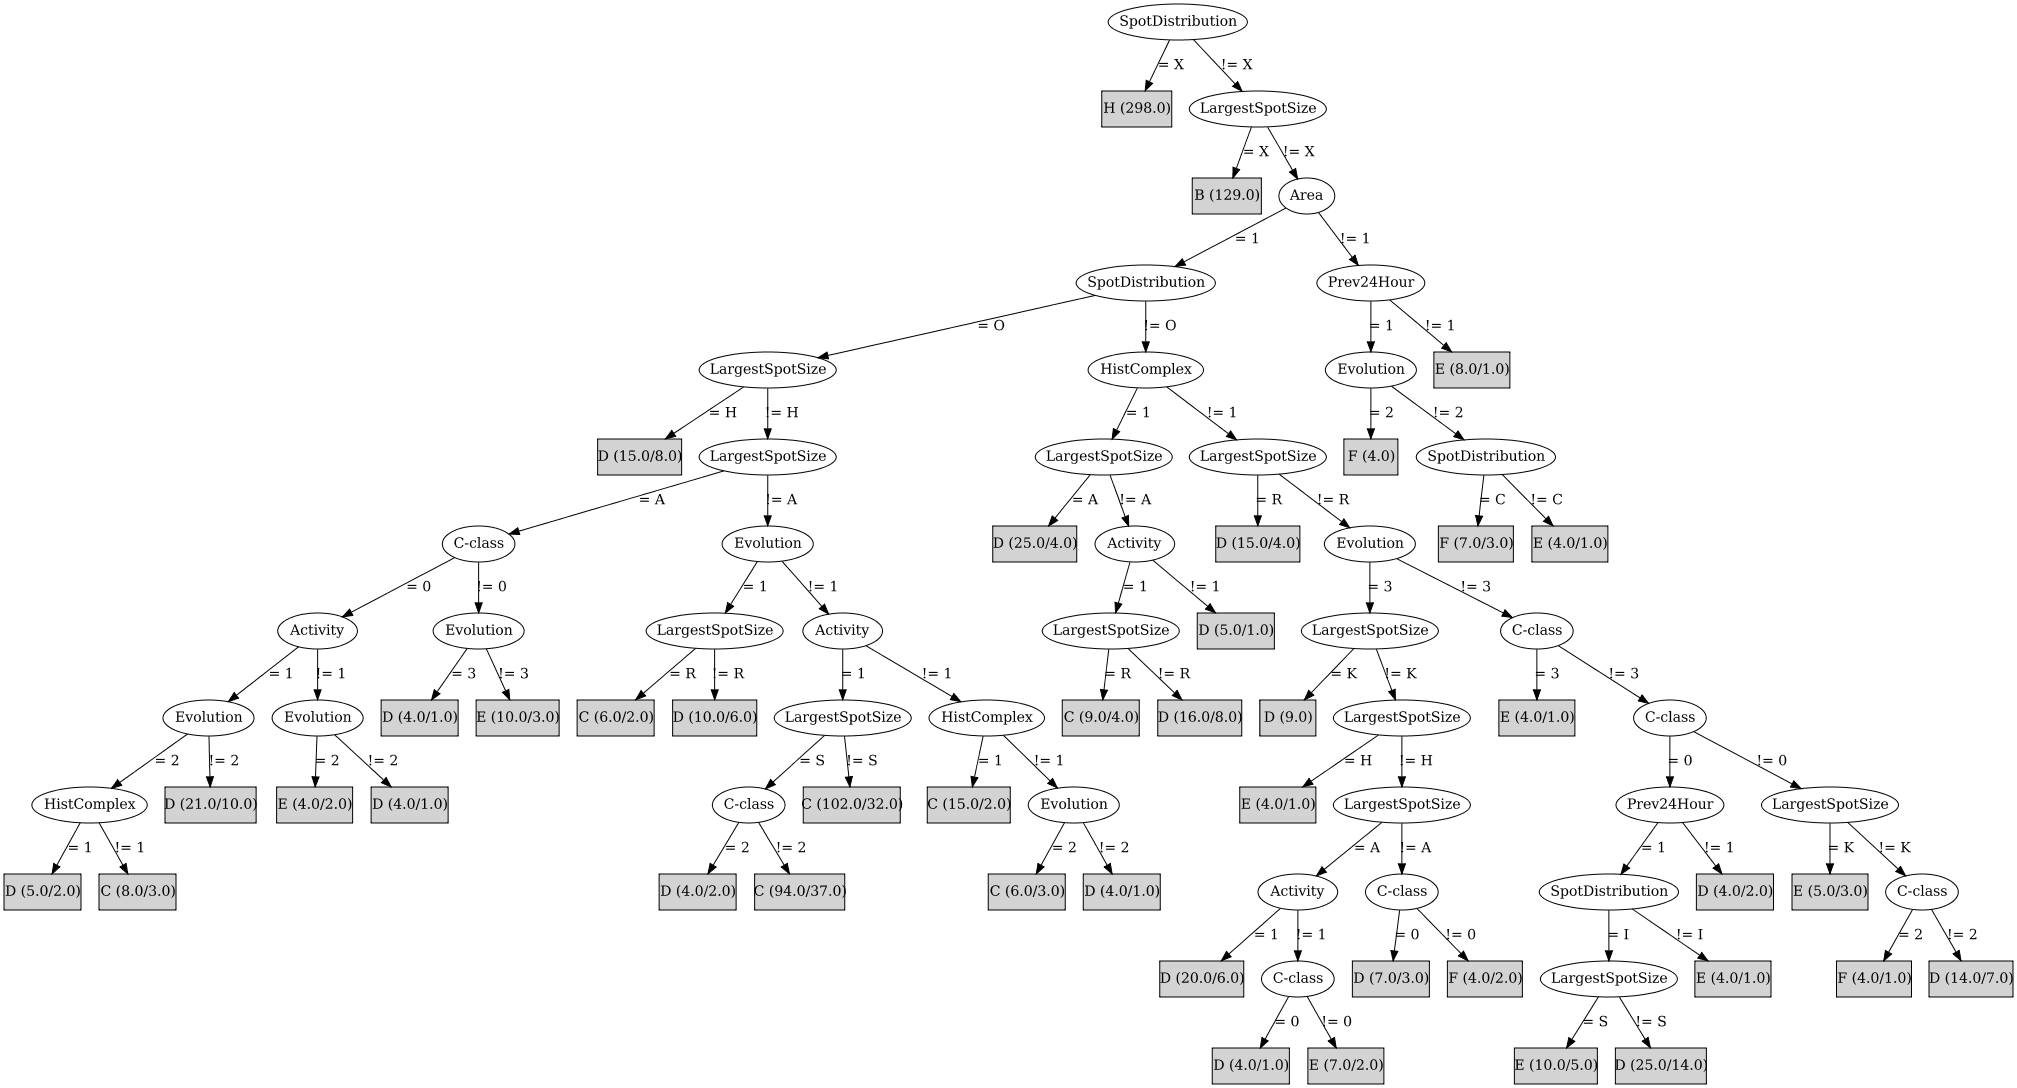 SpotDistribution
= X
!= X
H (298.0)
LargestSpotSize
= X
!= X
B (129.0)
Area
= 1
!= 1
SpotDistribution
Prev24Hour
= O
!= O
= 1
!= 1
LargestSpotSize
HistComplex
Evolution
E (8.0/1.0)
= H
!= H
= 1
!= 1
= 2
!= 2
D (15.0/8.0)
LargestSpotSize
LargestSpotSize
LargestSpotSize
F (4.0)
SpotDistribution
= A
!= A
= A
!= A
= R
!= R
= C
!= C
C-class
Evolution
D (25.0/4.0)
Activity
D (15.0/4.0)
Evolution
F (7.0/3.0)
E (4.0/1.0)
= 0
!= 0
= 1
!= 1
= 1
!= 1
= 3
!= 3
Activity
Evolution
LargestSpotSize
Activity
LargestSpotSize
D (5.0/1.0)
LargestSpotSize
C-class
= 1
!= 1
= 3
!= 3
= R
!= R
= 1
!= 1
= R
!= R
= K
!= K
= 3
!= 3
Evolution
Evolution
D (4.0/1.0)
E (10.0/3.0)
C (6.0/2.0)
D (10.0/6.0)
LargestSpotSize
HistComplex
C (9.0/4.0)
D (16.0/8.0)
D (9.0)
LargestSpotSize
E (4.0/1.0)
C-class
= 2
!= 2
= 2
!= 2
= S
!= S
= 1
!= 1
= H
!= H
= 0
!= 0
HistComplex
D (21.0/10.0)
E (4.0/2.0)
D (4.0/1.0)
C-class
C (102.0/32.0)
C (15.0/2.0)
Evolution
E (4.0/1.0)
LargestSpotSize
Prev24Hour
LargestSpotSize
= 1
!= 1
= 2
!= 2
= 2
!= 2
= A
!= A
= 1
!= 1
= K
!= K
D (5.0/2.0)
C (8.0/3.0)
D (4.0/2.0)
C (94.0/37.0)
C (6.0/3.0)
D (4.0/1.0)
Activity
C-class
SpotDistribution
D (4.0/2.0)
E (5.0/3.0)
C-class
= 1
!= 1
= 0
!= 0
= I
!= I
= 2
!= 2
D (20.0/6.0)
C-class
D (7.0/3.0)
F (4.0/2.0)
LargestSpotSize
E (4.0/1.0)
F (4.0/1.0)
D (14.0/7.0)
= 0
!= 0
= S
!= S
D (4.0/1.0)
E (7.0/2.0)
E (10.0/5.0)
D (25.0/14.0)